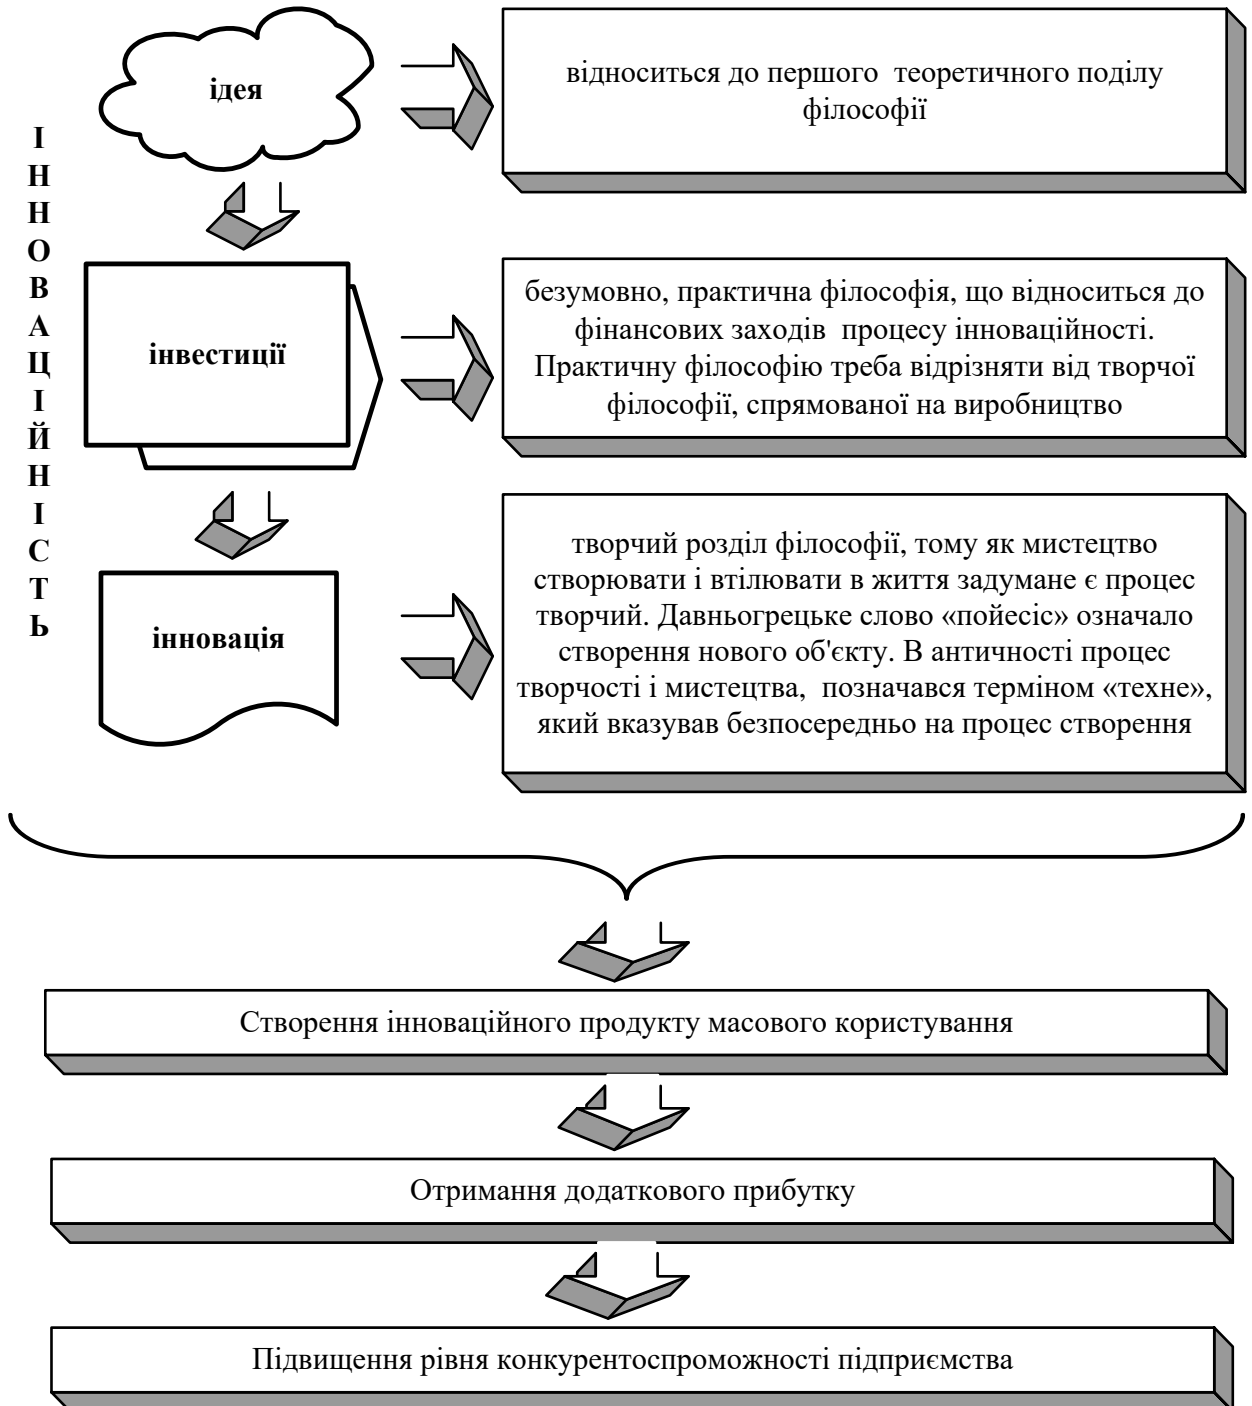 ІННОВАЦІЙНІСТЬ
ідея
відноситься до першого теоретичного поділу
філософії
інвестиції
безумовно, практична філософія, що відноситься до
фінансових заходів процесу інноваційності.
Практичну філософію треба відрізняти від творчої
філософії, спрямованої на виробництво
інновація
творчий розділ філософії, тому як мистецтво
створювати і втілювати в життя задумане є процес
творчий. Давньогрецьке слово «пойесіс» означало
створення нового об'єкту. В античності процес
творчості і мистецтва, позначався терміном «техне»,
який вказував безпосередньо на процес створення
Створення інноваційного продукту масового користування
Отримання додаткового прибутку
Підвищення рівня конкурентоспроможності підприємства